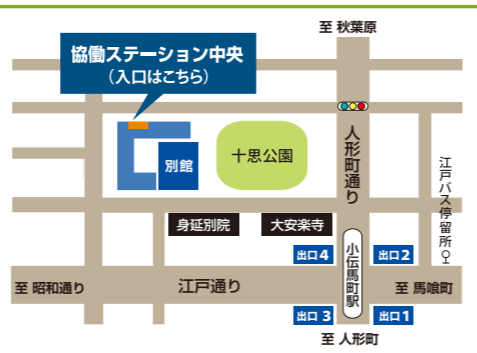 至 秋葉原
協働ステーション中央
（入口はこちら）
人形町通り
別館
十思公園
江戸バス停留所
身延別院
大安楽寺
小伝馬町駅
出口4
出口2
至 昭和通り
江戸通り
至 馬喰町
出口 3
出口1
至 人形町